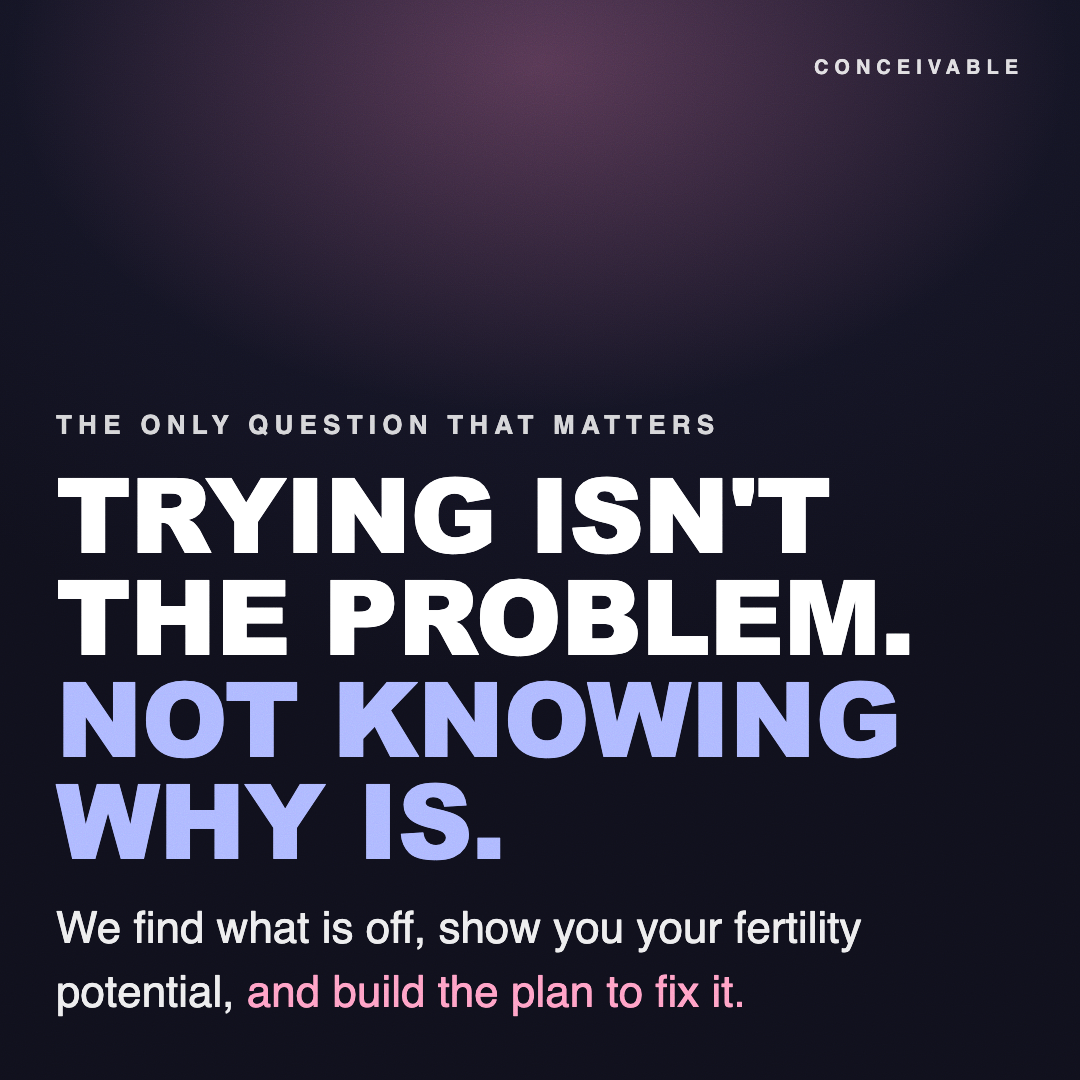 CONCEIVABLE
THE ONLY QUESTION THAT MATTERS
TRYING ISN'T
THE PROBLEM.
NOT KNOWING
WHY IS.
We find what is off, show you your fertility
potential, and build the plan to fix it.